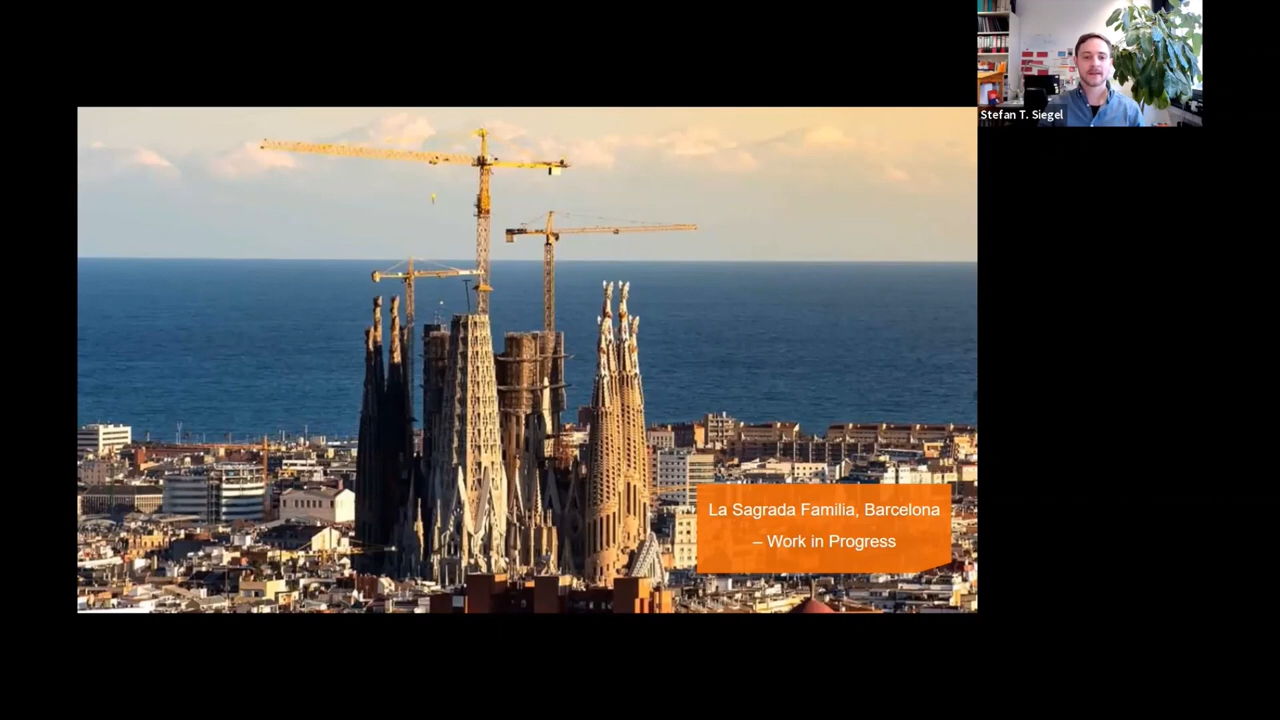 Stefan T. Siegel
La Sagrada Familia, Barcelona
– Work in Progress